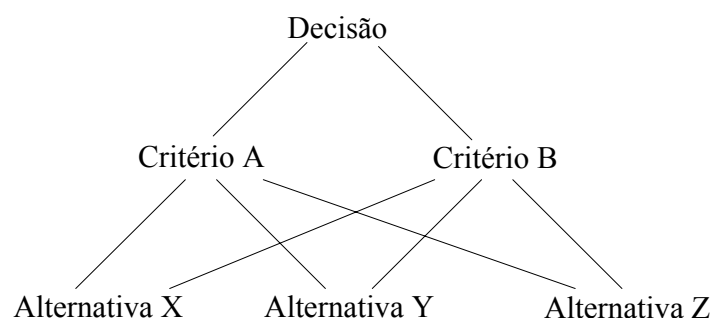 Decisão
Critério A Critério B
Alternativa X Alternativa Y Alternativa Z